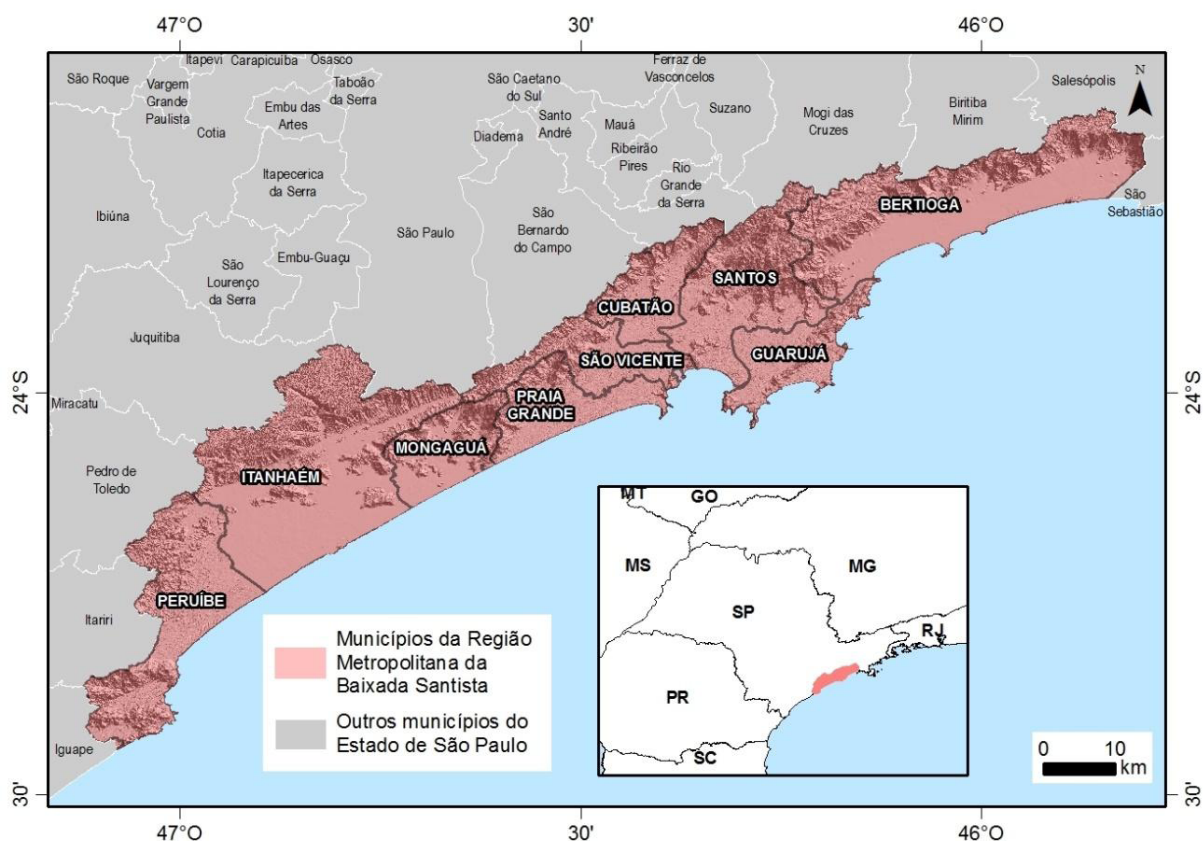 47°O
30'
46°O
Itapevi
Carapicuíba
Osasco
Ferraz de
Vasconcelos
São Roque
Vargem
Grande
Paulista
Taboão
da Serra
São Caetano
do Sul
Salesópolis
N
Embu das
Artes
Cotia
Diadema
Santo
André
Mauá
Suzano
Mogi das
Cruzes
Biritiba
Mirim
Ribeirão
Pires
Rio
Grande
da Serra
Itapecerica
da Serra
Ibiúna
São Paulo
São
Bernardo
do Campo
BERTIOGA
São
Sebastião
Embu-Guaçu
São
Lourenço
da Serra
SANTOS
CUBATÃO
Juquitiba
SÃO VICENTE
GUARUJÁ
24°S
24°S
Miracatu
PRAIA
GRANDE
MONGAGUÁ
Pedro de
Toledo
ITANHAÉM
PERUÍBE
Itariri
Iguape
Municípios da Região
Metropolitana da
Baixada Santista
Outros municípios do
Estado de São Paulo
MT
GO
MS
MG
SP
RJ
PR
SC
0 10
km
30'
30'
47°O
30'
46°O